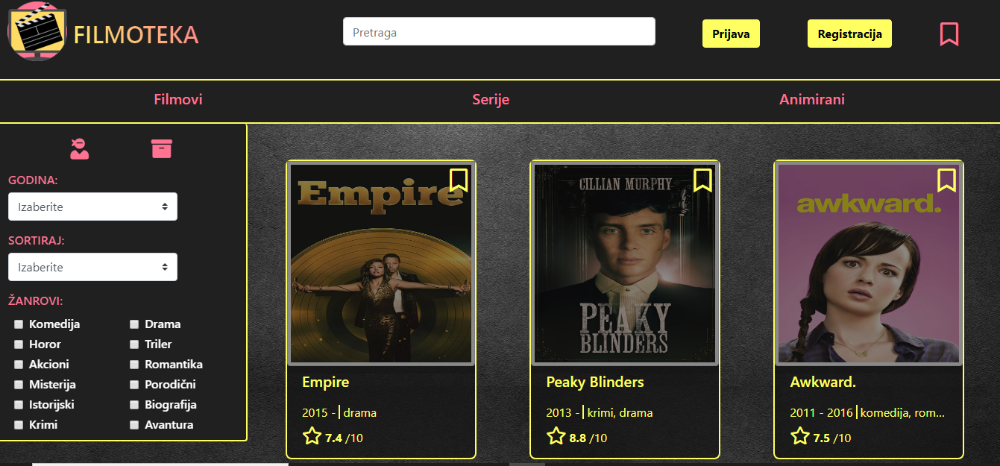 FILMOTEKA
Pretraga
Prijava
Registracija
Filmovi
Serije
Animirani
GODINA:
Izaberite
SORTIRAJ:
Izaberite
ŽANROVI:
Komedija Drama
Horor Triler
Akcioni Romantika
Misterija Porodični
Istorijski Biografija
Krimi Avantura
Empire
Empire
2015 - | drama
7.4 /10
CILLIAN MURPHY
PEAKY
BLINDERS
Peaky Blinders
2013 - | krimi, drama
8.8 /10
awkward.
Awkward.
2011 - 2016 | komedija, rom...
7.5 /10